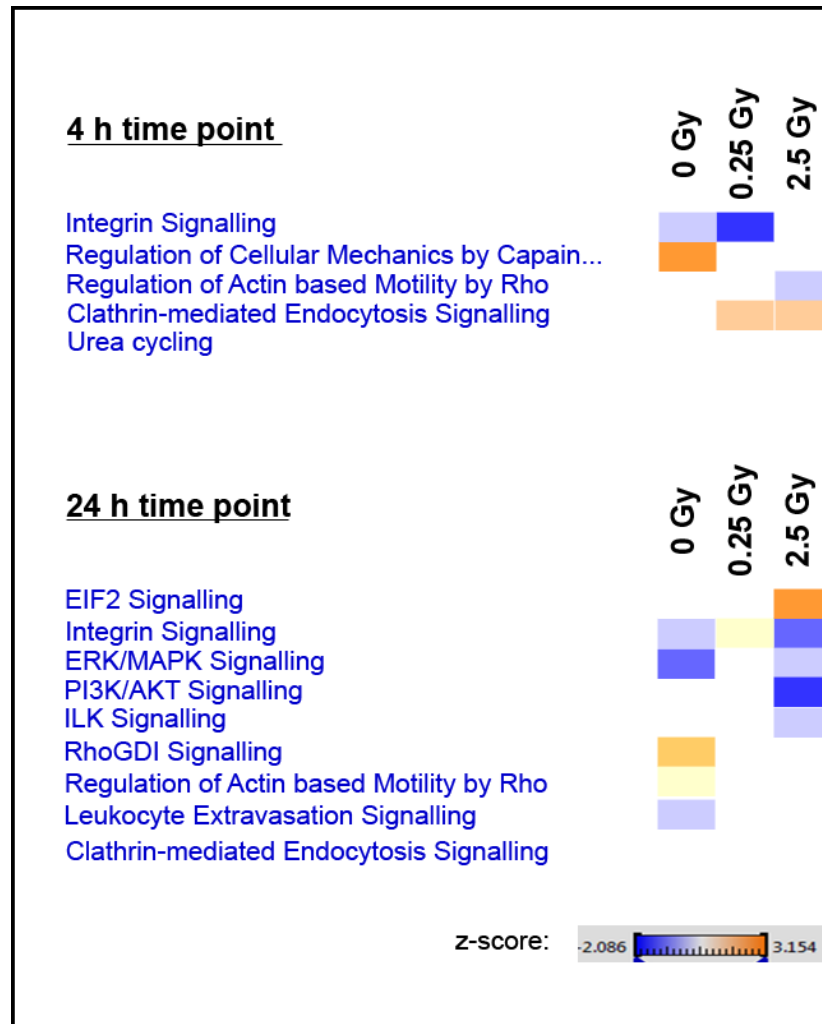 4 h time point
0 Gy
0.25 Gy
2.5 Gy
Integrin Signalling
Regulation of Cellular Mechanics by Capain...
Regulation of Actin based Motility by Rho
Clathrin-mediated Endocytosis Signalling
Urea cycling
24 h time point
0 Gy
0.25 Gy
2.5 Gy
EIF2 Signalling
Integrin Signalling
ERK/MAPK Signalling
PI3K/AKT Signalling
ILK Signalling
RhoGDI Signalling
Regulation of Actin based Motility by Rho
Leukocyte Extravasation Signalling
Clathrin-mediated Endocytosis Signalling
z-score: -2.086 3.154